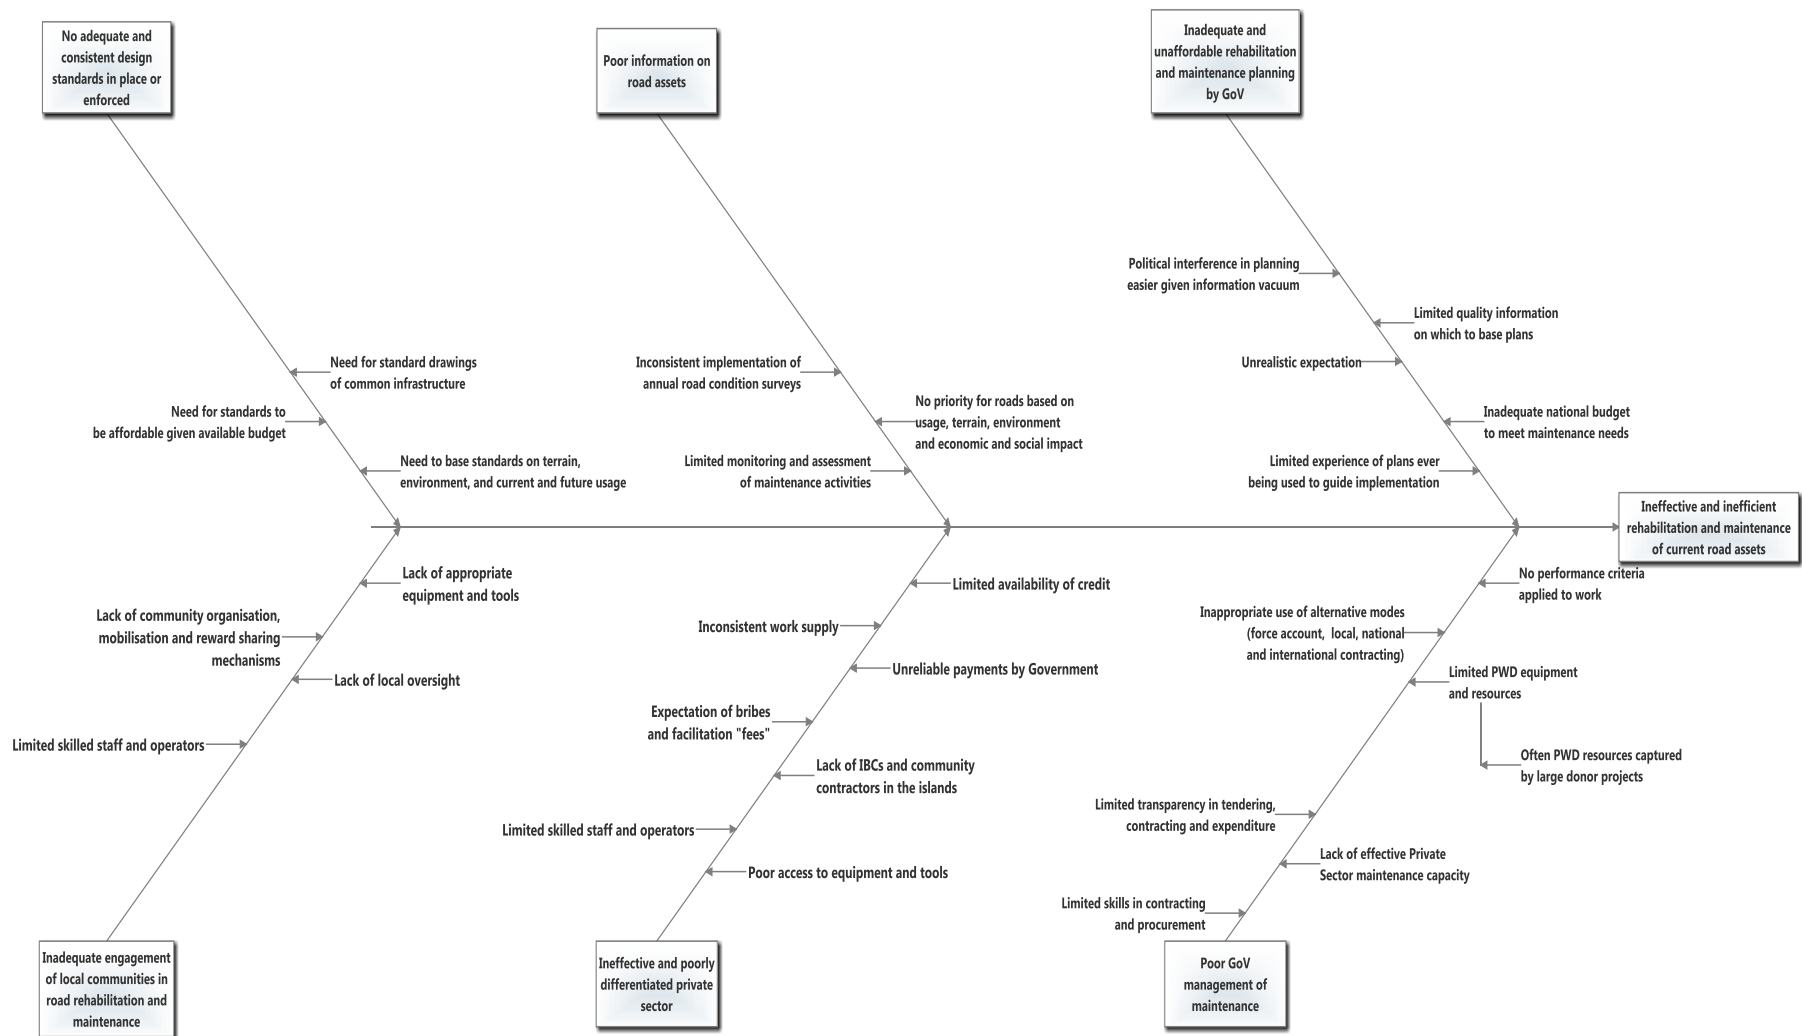 No adequate and
consistent design
standards in place or
enforced
Poor information on
road assets
Inadequate and
unaffordable rehabilitation
and maintenance planning
by GoV
Need for standard drawings
of common infrastructure
Need for standards to
be affordable given available budget
Need to base standards on terrain,
environment, and current and future usage
Inconsistent implementation of
annual road condition surveys
No priority for roads based on
usage, terrain, environment
and economic and social impact
Limited monitoring and assessment
of maintenance activities
Political interference in planning
easier given information vacuum
Limited quality information
on which to base plans
Unrealistic expectation
Inadequate national budget
to meet maintenance needs
Limited experience of plans ever
being used to guide implementation
Ineffective and inefficient
rehabilitation and maintenance
of current road assets
Lack of appropriate
equipment and tools
Lack of community organisation,
mobilisation and reward sharing
mechanisms
Lack of local oversight
Limited skilled staff and operators
Limited availability of credit
Inconsistent work supply
Unreliable payments by Government
Expectation of bribes
and facilitation "fees"
Lack of IBCs and community
contractors in the islands
Limited skilled staff and operators
Poor access to equipment and tools
No performance criteria
applied to work
Inappropriate use of alternative modes
(force account, local, national
and international contracting)
Limited PWD equipment
and resources
Often PWD resources captured
by large donor projects
Limited transparency in tendering,
contracting and expenditure
Lack of effective Private
Sector maintenance capacity
Limited skills in contracting
and procurement
Inadequate engagement
of local communities in
road rehabilitation and
maintenance
Ineffective and poorly
differentiated private
sector
Poor GoV
management of
maintenance